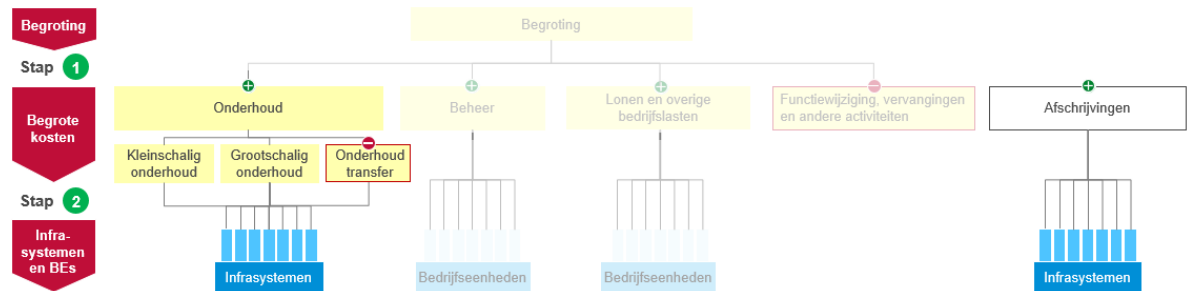 Begroting
Begroting
Stap 1
Begrote
kosten
Onderhoud
Beheer
Lonen en overige
bedrijfslasten
Functiewijziging, vervangingen
en andere activiteiten
Afschrijvingen
Kleinschalig
onderhoud
Grootschalig
onderhoud
Onderhoud
transfer
Stap 2
Infra-
systemen
en BEs
Infrasystemen
Bedrijfseenheden
Bedrijfseenheden
Infrasystemen